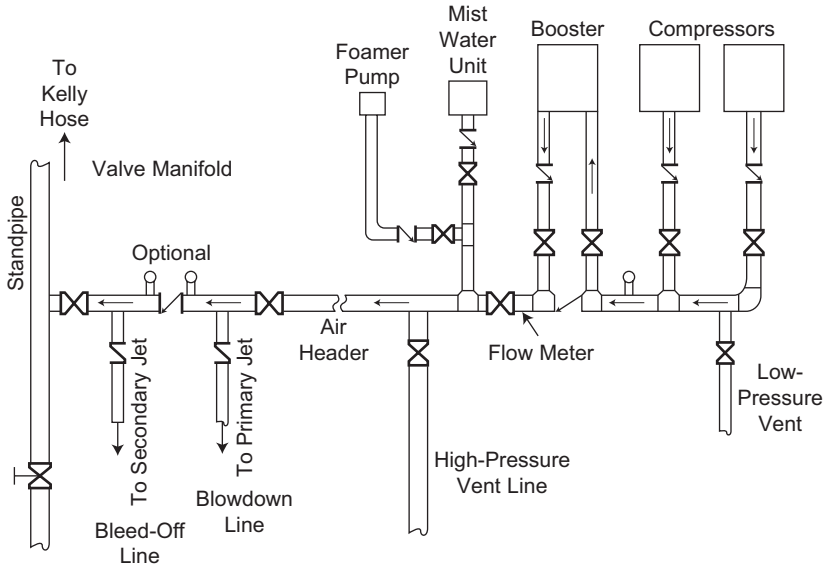 Mist
Water
Unit
Booster
Compressors
Foamer
Pump
To
Kelly
Hose
Valve Manifold
Standpipe
Optional
Air
Header
Flow Meter
Low-
Pressure
Vent
To Secondary Jet
To Primary Jet
High-Pressure
Vent Line
Blowdown
Line
Bleed-Off
Line